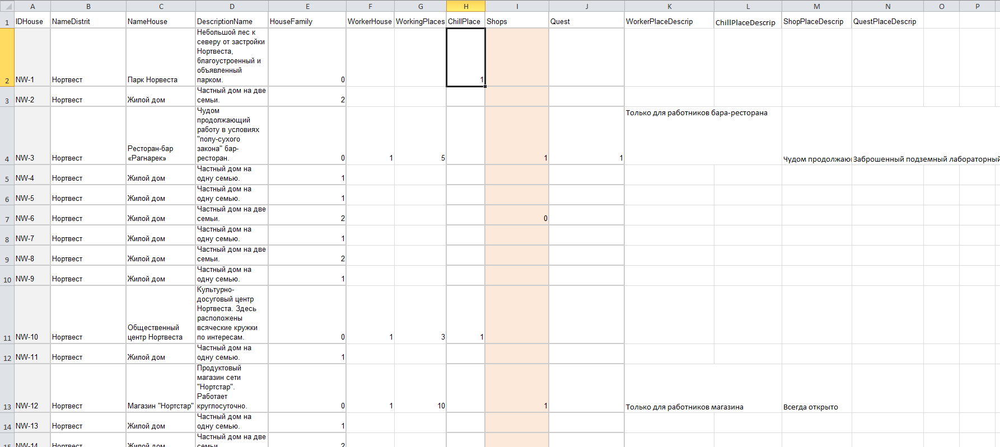 A B C D E F G H I J K L M N O P
1 IDHouse NameDistrit NameHouse DescriptionName HouseFamily WorkerHouse WorkingPlaces ChillPlace Shops Quest WorkerPlaceDescrip ChillPlaceDescrip ShopPlaceDescrip QuestPlaceDescrip
Небольшой лес к
северу от застройки
Нортвеста,
благоустроенный и
объявленный
2 NW-1 Нортвест Парк Норвеста парком. 0 1
Частный дом на две
3 NW-2 Нортвест Жилой дом семьи. 2
Чудом Только для работников бара-ресторана
продолжающий
работу в условиях
"полу-сухого
Ресторан-бар закона" бар-
4 NW-3 Нортвест «Рагнарек» ресторан. 0 1 5 1 1 Чудом продолжаю Заброшенный подземный лабораторный
Частный дом на
5 NW-4 Нортвест Жилой дом одну семью. 1
Частный дом на
6 NW-5 Нортвест Жилой дом одну семью. 1
Частный дом на две
7 NW-6 Нортвест Жилой дом семьи. 2 0
Частный дом на
8 NW-7 Нортвест Жилой дом одну семью. 1
Частный дом на две
9 NW-8 Нортвест Жилой дом семьи. 2
Частный дом на
10 NW-9 Нортвест Жилой дом одну семью. 1
Культурно-
досуговый центр
Нортвеста. Здесь
расположены
Общественный всяческие кружки
11 NW-10 Нортвест центр Нортвеста по интересам. 0 1 3 1
Частный дом на
12 NW-11 Нортвест Жилой дом одну семью. 1
Продуктовый
магазин сети
"Нортстар".
Работает
13 NW-12 Нортвест Магазин "Нортстар" круглосуточно. 0 1 10 1 Только для работников магазина Всегда открыто
Частный дом на
14 NW-13 Нортвест Жилой дом одну семью. 1
Частный дом на две
15 NW-14 Нортвест Жилой дом семьи. 2